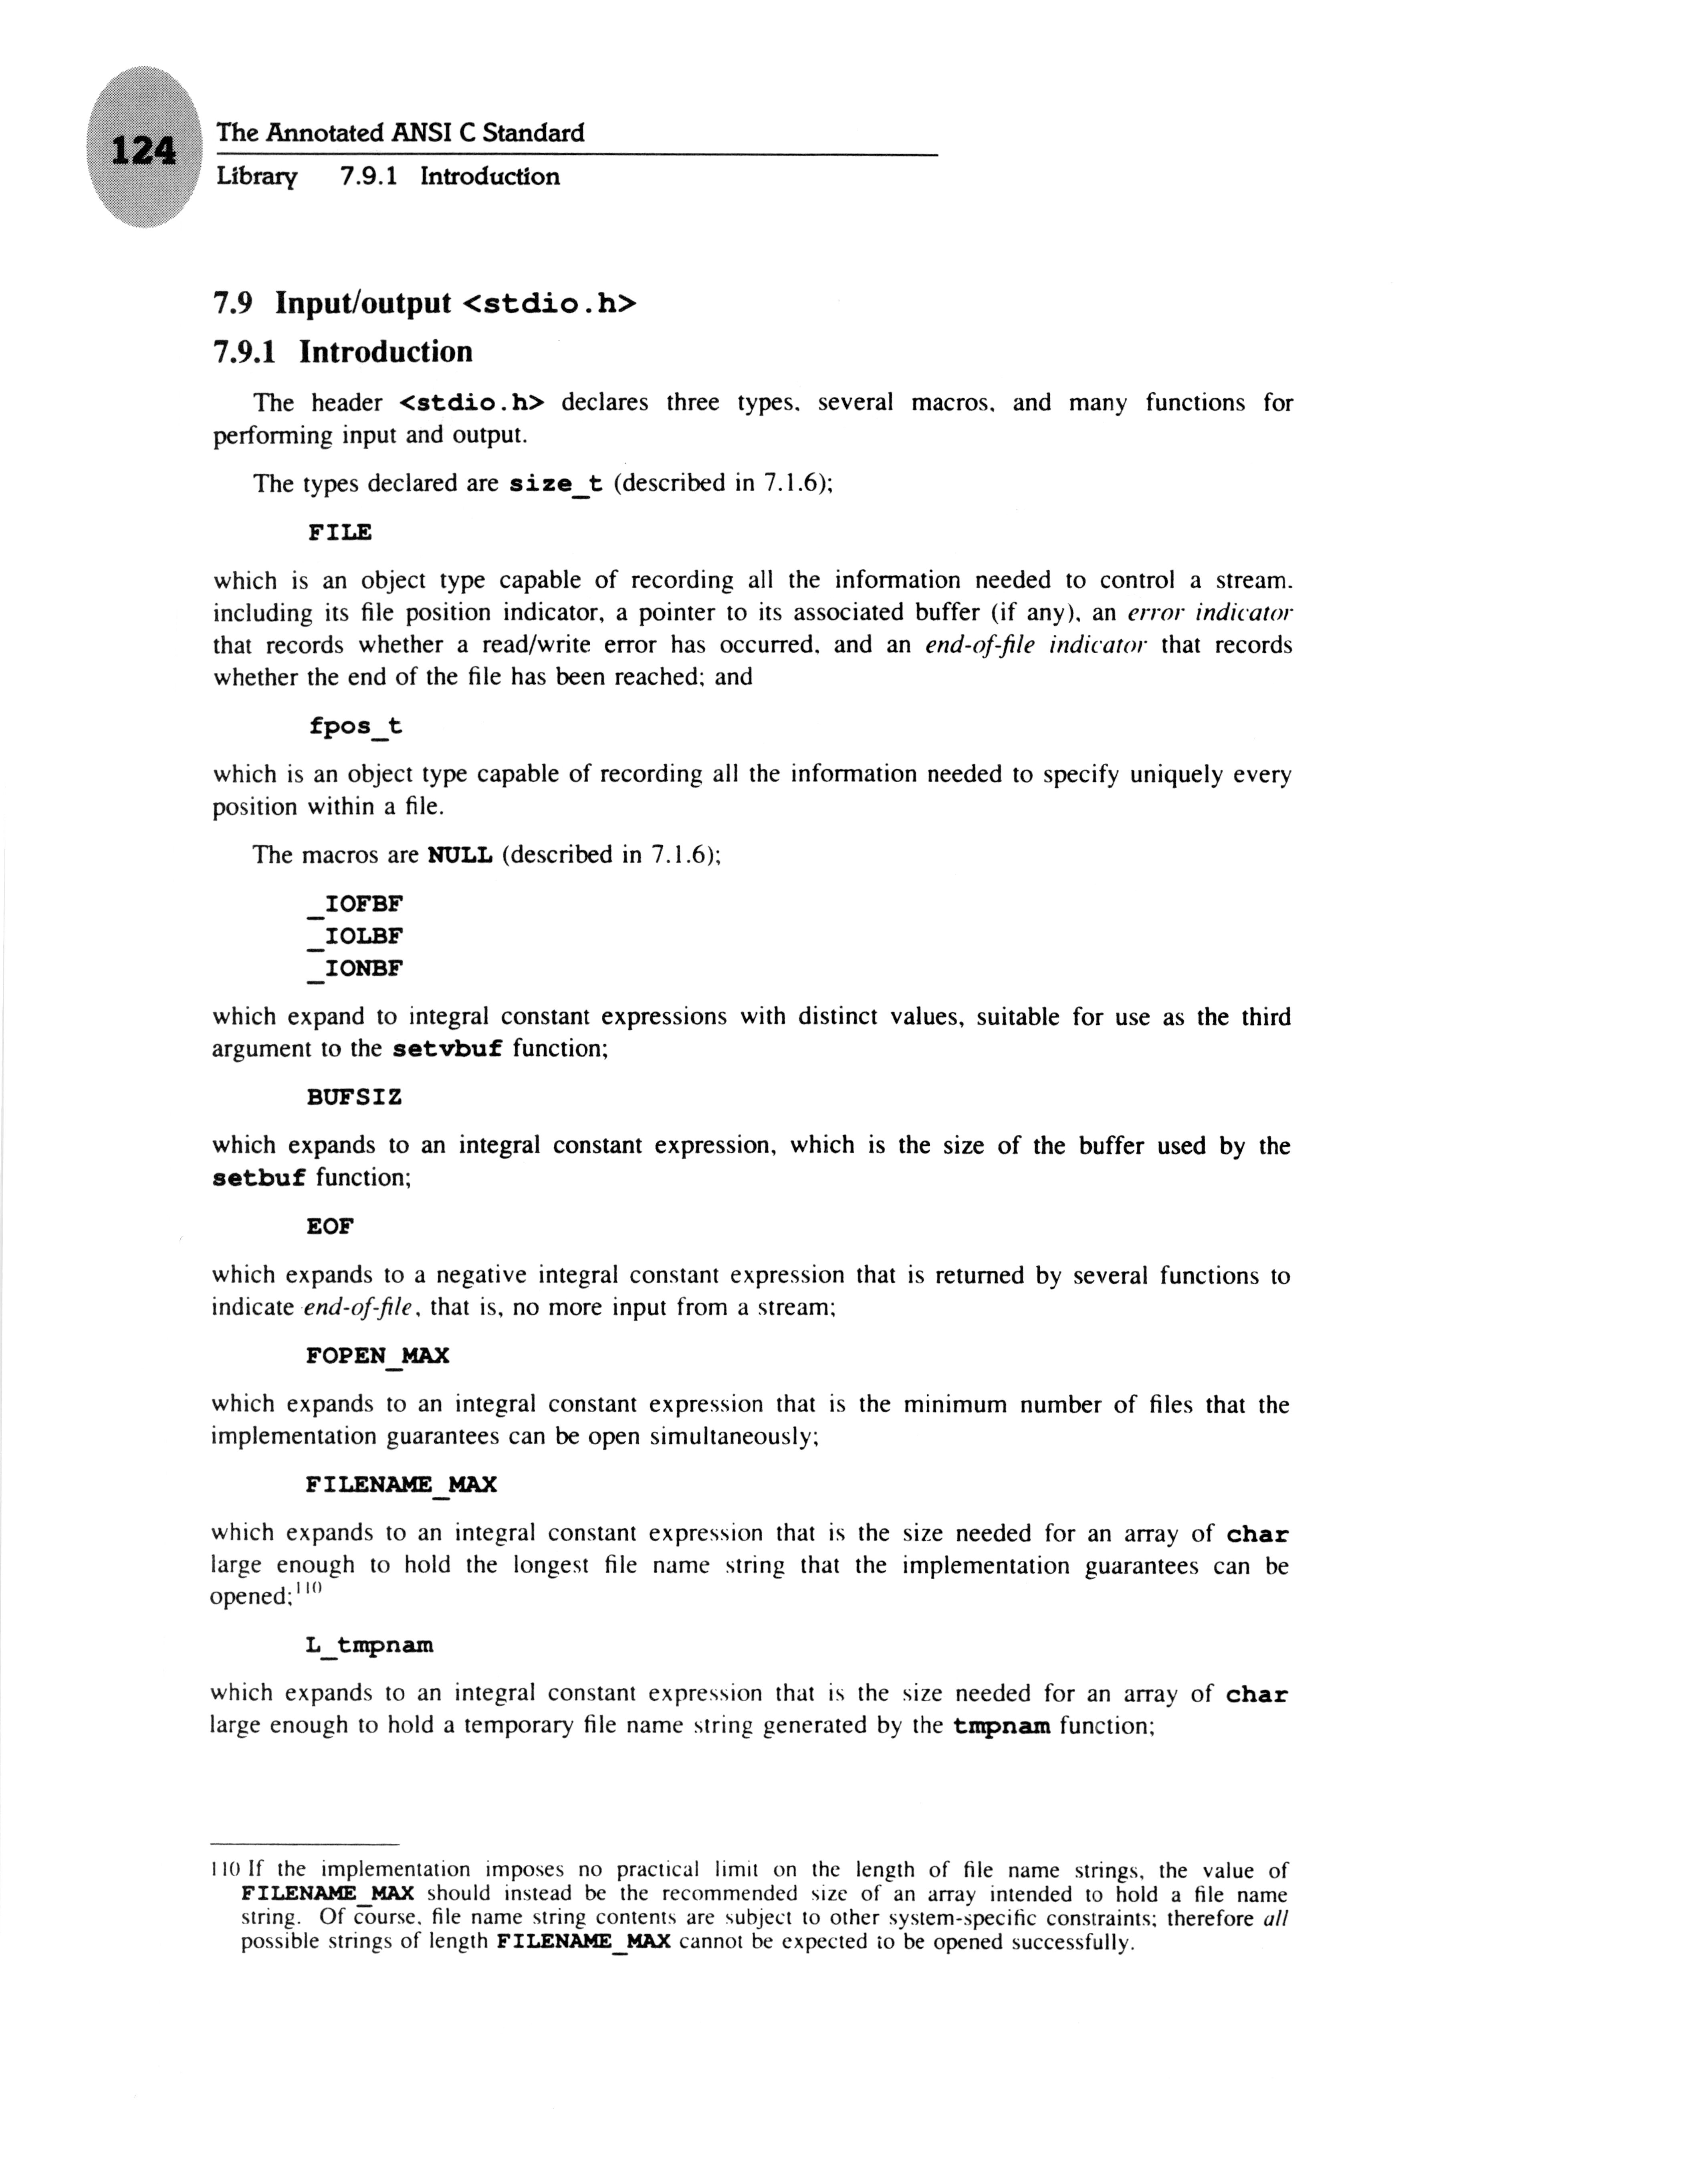 124
The Annotated ANSI C Standard
Library 7.9.1 Introduction
7.9 Input/output <stdio.h>
7.9.1 Introduction
The header <stdio.h> declares three types, several macros, and many functions for
performing input and output.
The types declared are size_t (described in 7.1.6);
FILE
which is an object type capable of recording all the information needed to control a stream,
including its file position indicator, a pointer to its associated buffer (if any), an error indicator
that records whether a read/write error has occurred, and an end-of-file indicator that records
whether the end of the file has been reached; and
fpos_t
which is an object type capable of recording all the information needed to specify uniquely every
position within a file.
The macros are NULL (described in 7.1.6);
_IOFBF
_IOLBF
_IONBF
which expand to integral constant expressions with distinct values, suitable for use as the third
argument to the setvbuf function;
BUFSIZ
which expands to an integral constant expression, which is the size of the buffer used by the
setbuf function;
EOF
which expands to a negative integral constant expression that is returned by several functions to
indicate end-of-file, that is, no more input from a stream;
FOPEN_MAX
which expands to an integral constant expression that is the minimum number of files that the
implementation guarantees can be open simultaneously;
FILENAME_MAX
which expands to an integral constant expression that is the size needed for an array of char
large enough to hold the longest file name string that the implementation guarantees can be
opened;110
L_tmpnam
which expands to an integral constant expression that is the size needed for an array of char
large enough to hold a temporary file name string generated by the tmpnam function;
110 If the implementation imposes no practical limit on the length of file name strings, the value of
FILENAME_MAX should instead be the recommended size of an array intended to hold a file name
string. Of course, file name string contents are subject to other system-specific constraints; therefore all
possible strings of length FILENAME_MAX cannot be expected to be opened successfully.